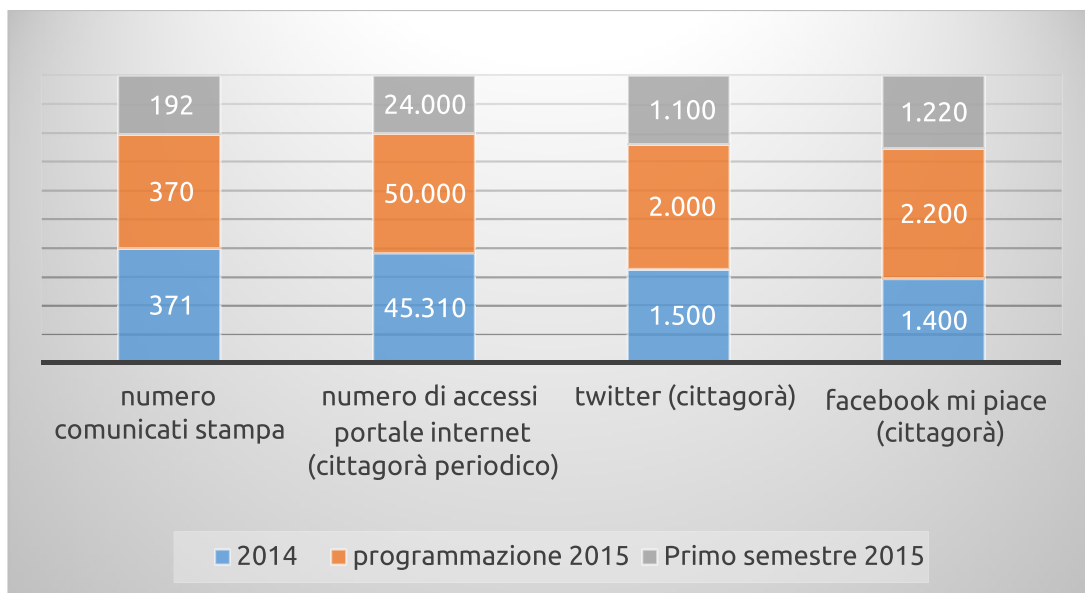 192
24.000
1.100
1.220
370
50.000
2.000
2.200
371
45.310
1.500
1.400
numero
comunicati stampa
numero di accessi
portale internet
(cittagorà periodico)
twitter (cittagorà)
facebook mi piace
(cittagorà)
2014
programmazione 2015
Primo semestre 2015